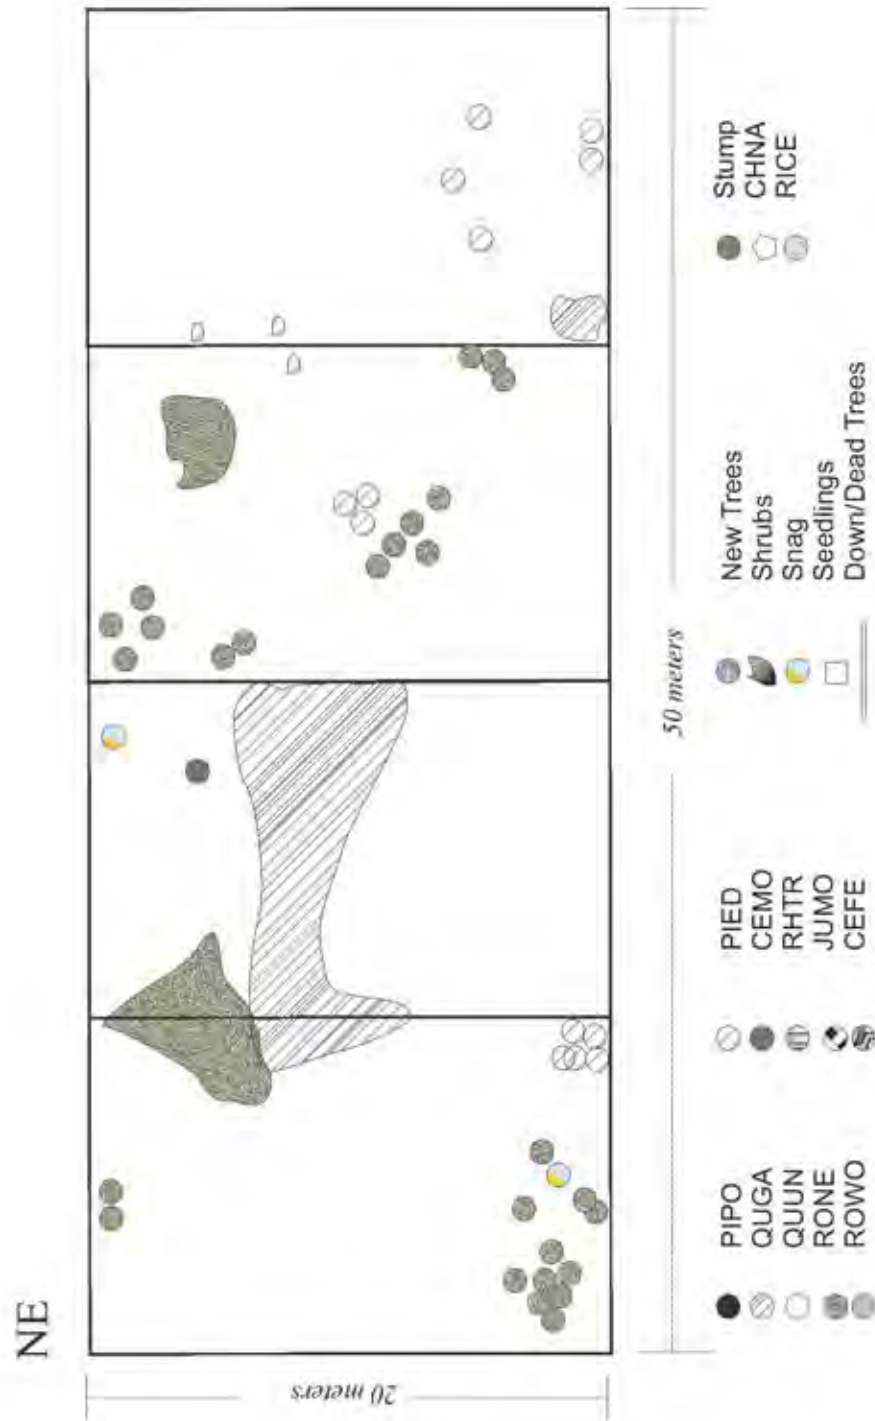 NE
20 meters
50 meters
PIPO
QUGA
QUUN
RONE
ROWO
PIED
CEMO
RHTR
JUMO
CEFE
New Trees
Shrubs
Snag
Seedlings
Down/Dead Trees
Stump
CHNA
RICE